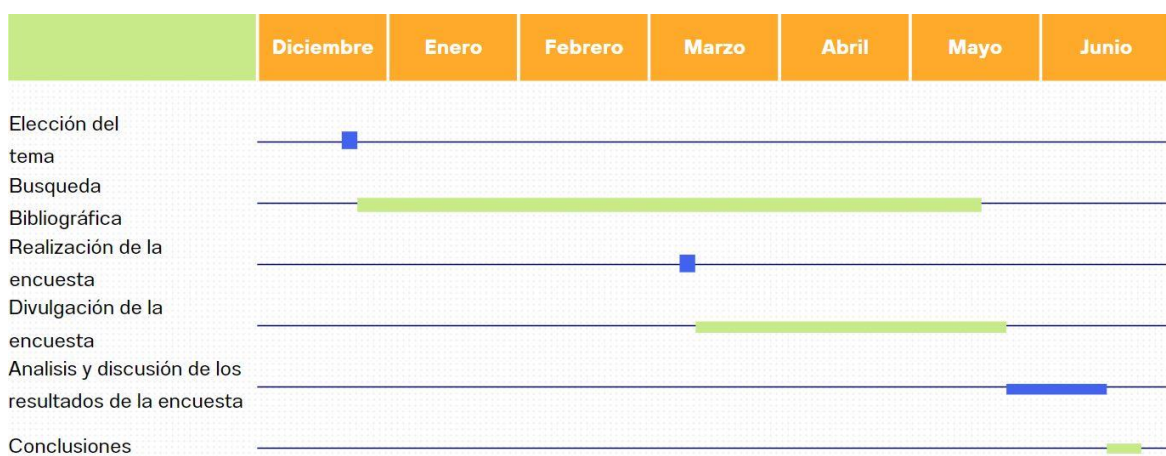 Diciembre Enero Febrero Marzo Abril Mayo Junio
Elección del
tema
Busqueda
Bibliográfica
Realización de la
encuesta
Divulgación de la
encuesta
Analisis y discusión de los
resultados de la encuesta
Conclusiones